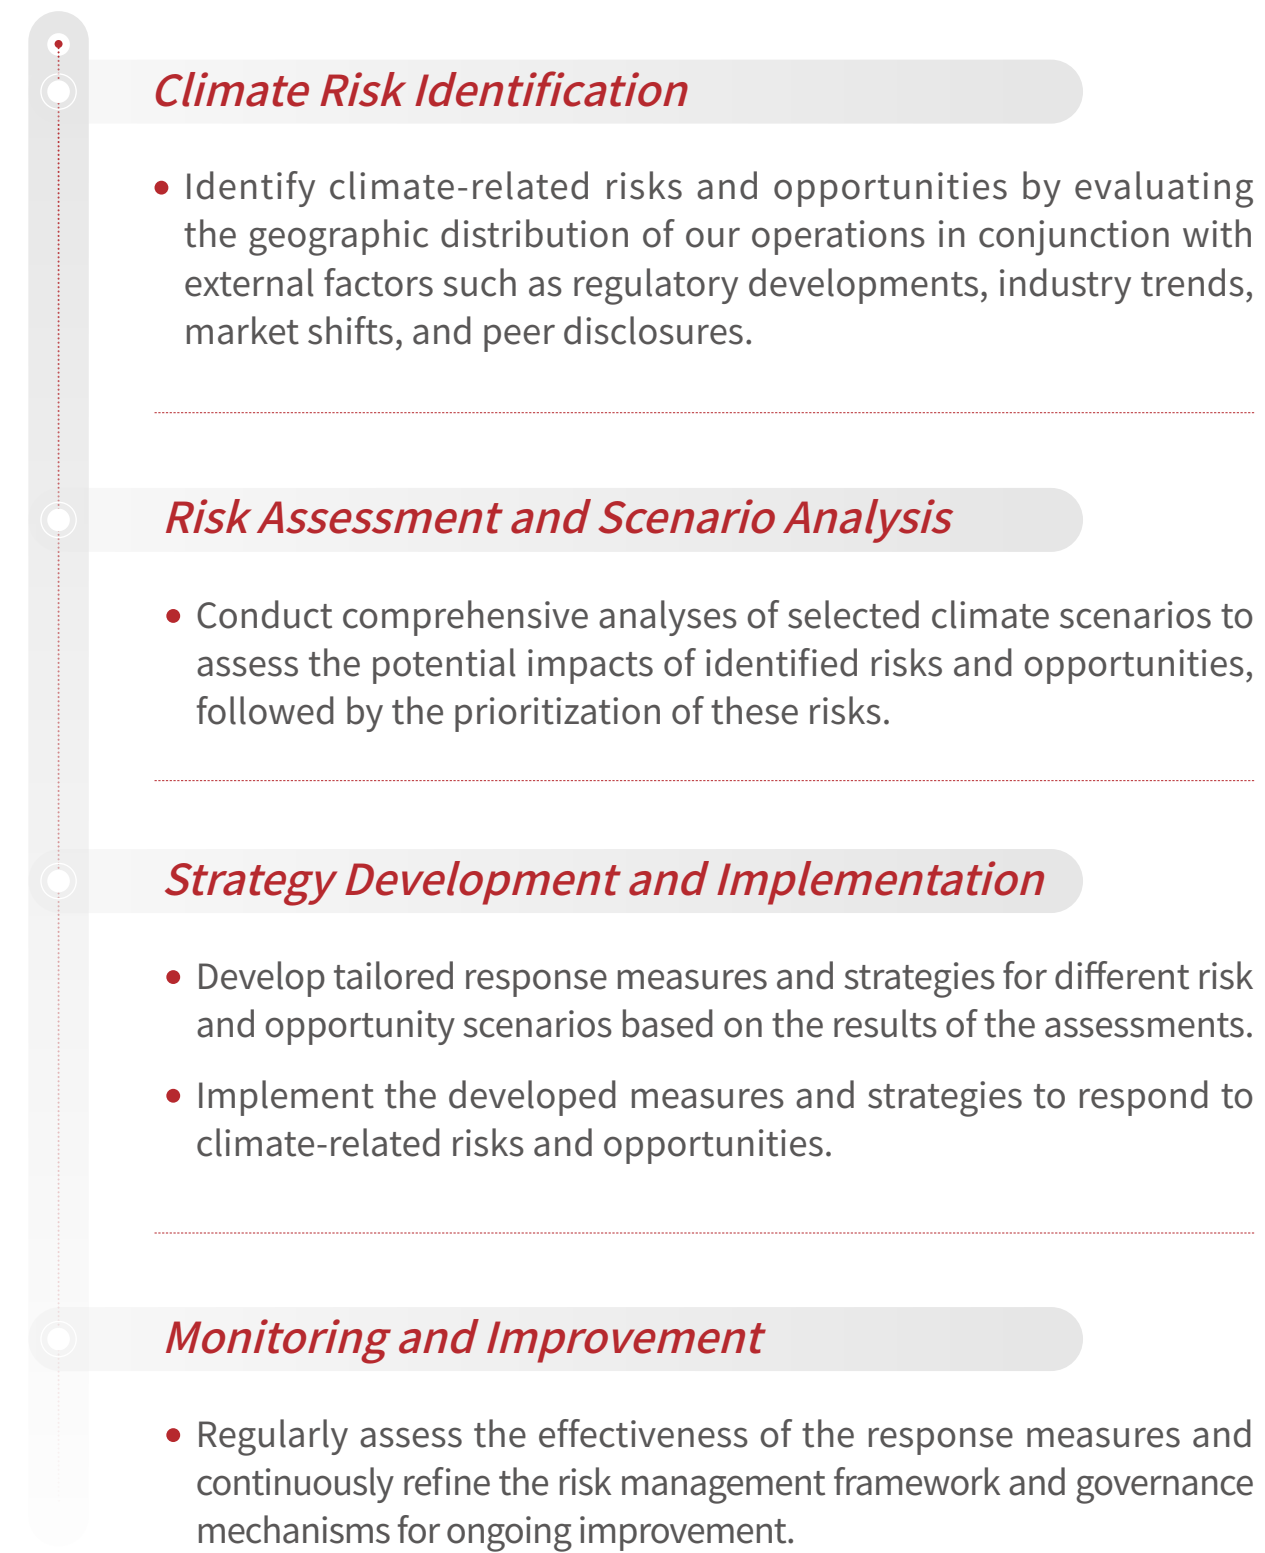 Climate Risk Identification
Identify climate-related risks and opportunities by evaluating
the geographic distribution of our operations in conjunction with
external factors such as regulatory developments, industry trends,
market shifts, and peer disclosures.
Risk Assessment and Scenario Analysis
Conduct comprehensive analyses of selected climate scenarios to
assess the potential impacts of identified risks and opportunities,
followed by the prioritization of these risks.
Strategy Development and Implementation
Develop tailored response measures and strategies for different risk
and opportunity scenarios based on the results of the assessments.
Implement the developed measures and strategies to respond to
climate-related risks and opportunities.
Monitoring and Improvement
Regularly assess the effectiveness of the response measures and
continuously refine the risk management framework and governance
mechanisms for ongoing improvement.